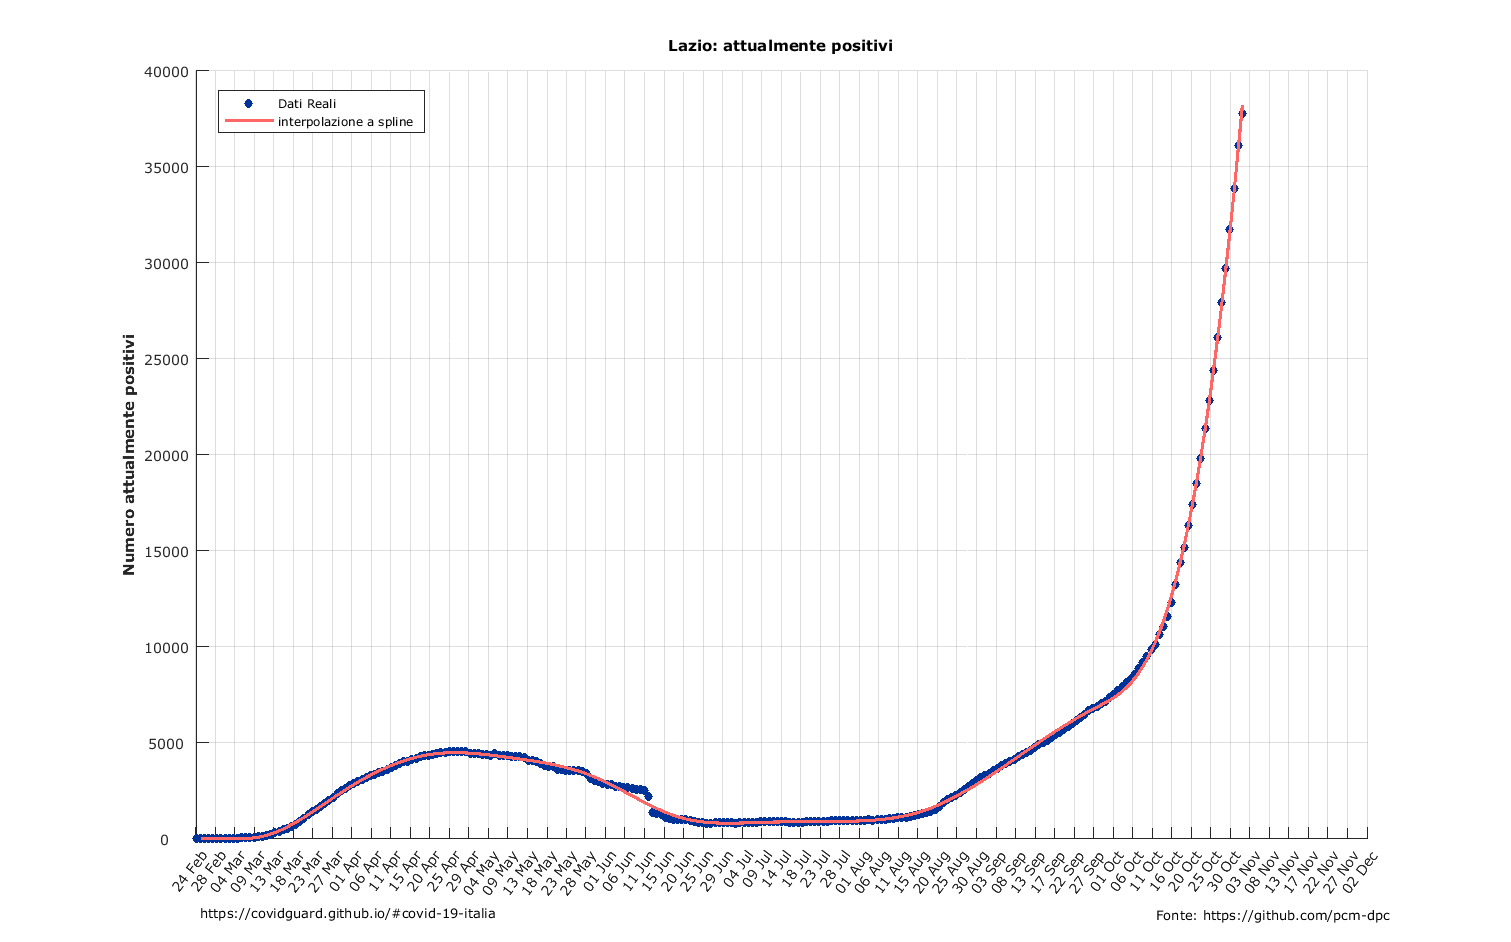 Lazio: attualmente positivi
40000
35000
30000
25000
20000
15000
10000
5000
0
Numero attualmente positivi
Dati Reali
interpolazione a spline
24 Feb
28 Feb
04 Mar
09 Mar
13 Mar
18 Mar
23 Mar
27 Mar
01 Apr
06 Apr
11 Apr
15 Apr
20 Apr
25 Apr
29 Apr
04 May
09 May
13 May
18 May
23 May
28 May
01 Jun
06 Jun
11 Jun
15 Jun
20 Jun
25 Jun
29 Jun
04 Jul
09 Jul
14 Jul
18 Jul
23 Jul
28 Jul
01 Aug
06 Aug
11 Aug
15 Aug
20 Aug
25 Aug
30 Aug
03 Sep
08 Sep
13 Sep
17 Sep
22 Sep
27 Sep
01 Oct
06 Oct
11 Oct
16 Oct
20 Oct
25 Oct
30 Oct
03 Nov
08 Nov
13 Nov
17 Nov
22 Nov
27 Nov
02 Dec
https://covidguard.github.io/#covid-19-italia
Fonte: https://github.com/pcm-dpc